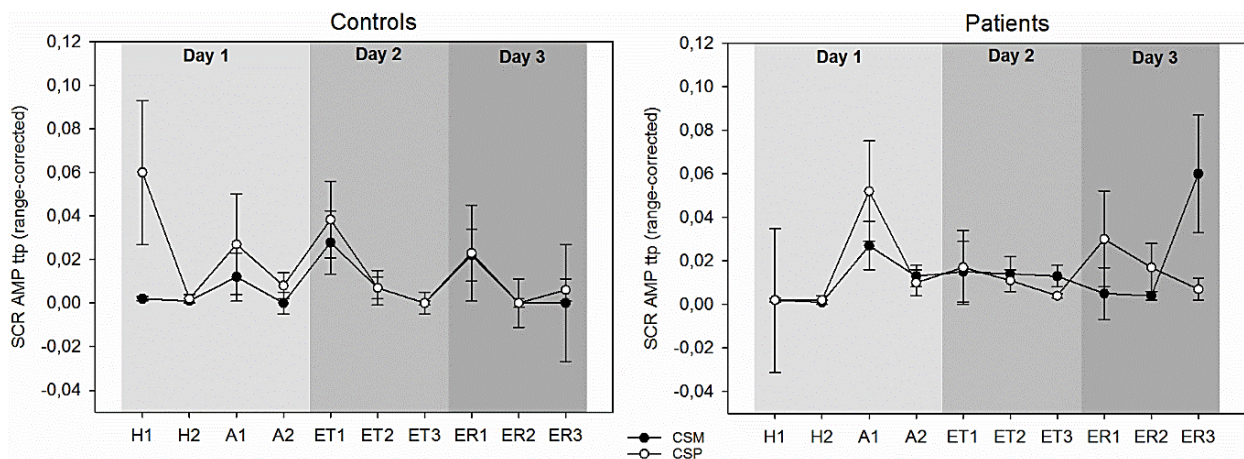 Controls
Patients
SCR AMP ttp (range-corrected)
0,12
0,10
0,08
0,06
0,04
0,02
0,00
-0,02
-0,04
Day 1 Day 2 Day 3
H1 H2 A1 A2 ET1 ET2 ET3 ER1 ER2 ER3
SCR AMP ttp (range-corrected)
0,12
0,10
0,08
0,06
0,04
0,02
0,00
-0,02
-0,04
Day 1 Day 2 Day 3
H1 H2 A1 A2 ET1 ET2 ET3 ER1 ER2 ER3
CSM
CSP